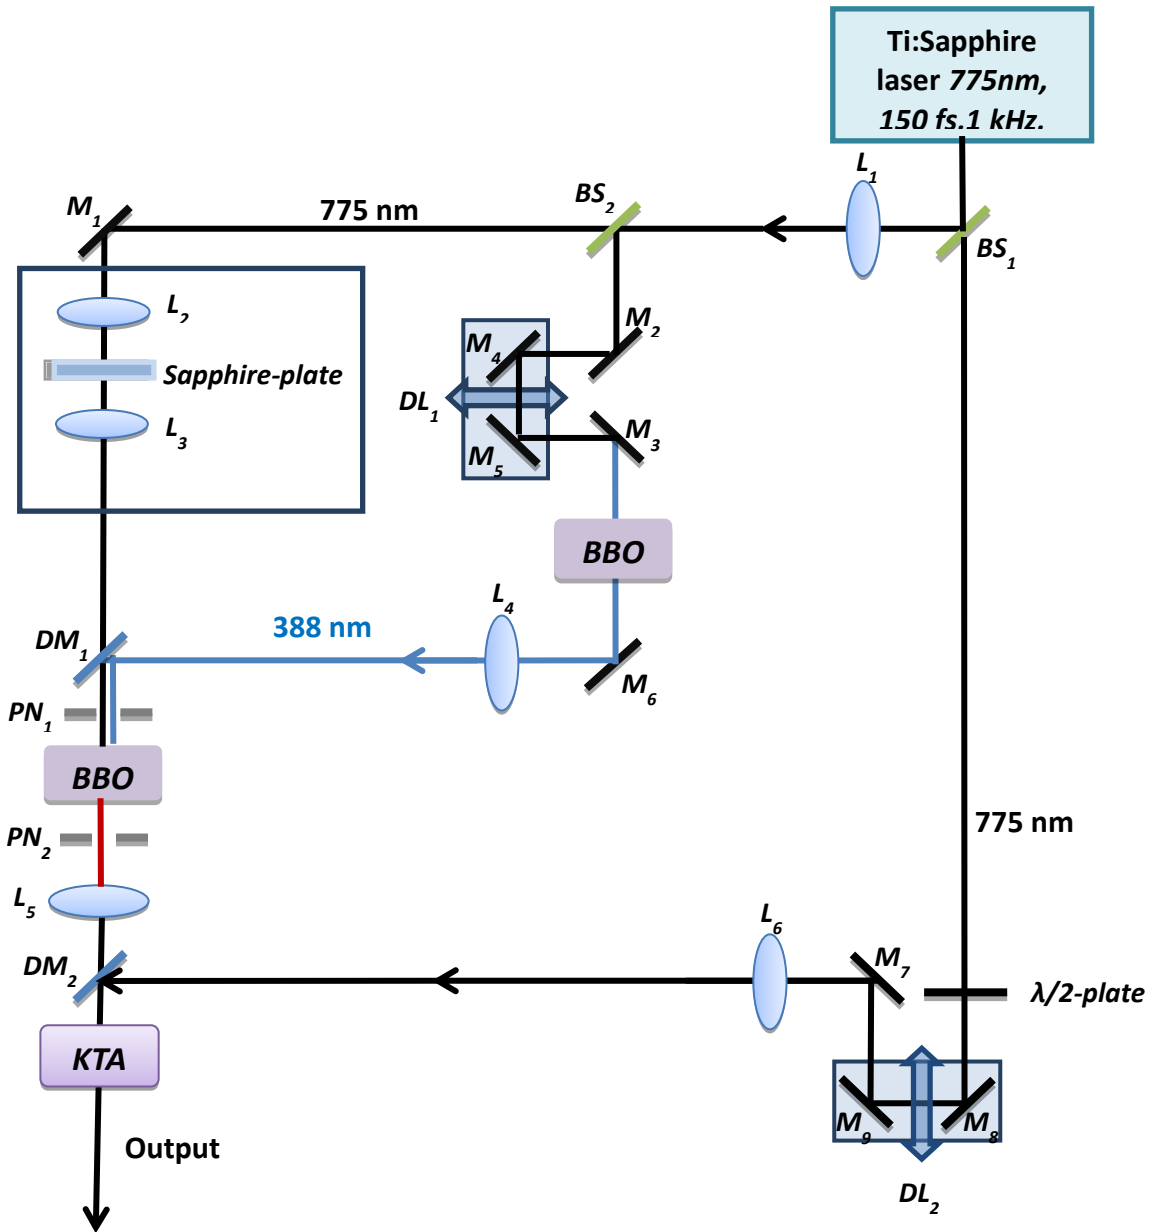 Ti:Sapphire
laser 775nm,
150 fs.1 kHz.
L1
BS2
M1
775 nm
BS1
L2
M2
M4
Sapphire-plate
DL1
L3
M3
M5
BBO
L4
388 nm
DM1
M6
PN1
BBO
775 nm
PN2
L5
L6
DM2
M7
λ/2-plate
KTA
M9
M8
Output
DL2